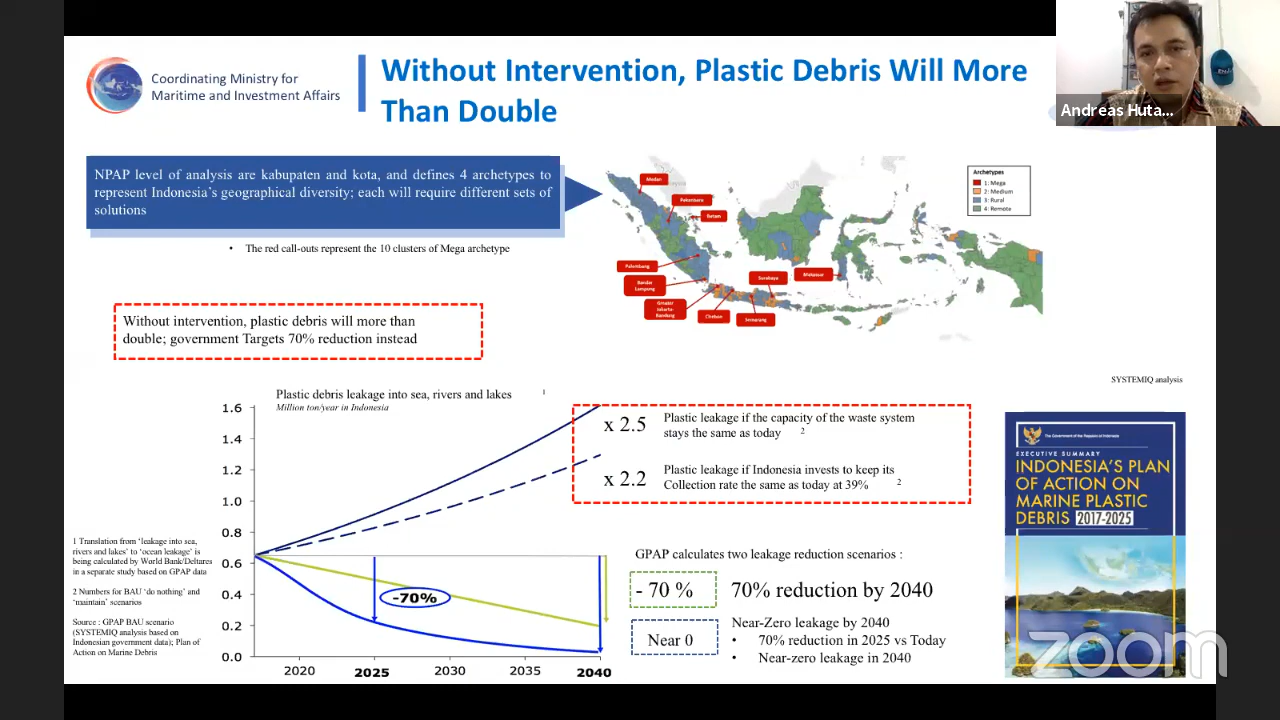 Coordinating Ministry for
Maritime and Investment Affairs
Without Intervention, Plastic Debris Will More
Than Double
Andreas Huta...
NPAP level of analysis are kabupaten and kota, and defines 4 archetypes to
represent Indonesia's geographical diversity; each will require different sets of
solutions
• The red call-outs represent the 10 clusters of Mega archetype
Medan
Pekanbaru
Batam
Palembang
Bandar
Lampung
Greater
Jakarta-
Bandung
Cirebon
Semarang
Surabaya
Makassar
Archetypes
1: Mega
2: Medium
3: Rural
4: Remote
Without intervention, plastic debris will more than
double; government Targets 70% reduction instead
SYSTEMIQ analysis
Plastic debris leakage into sea, rivers and lakes 1
Million ton/year in Indonesia
1.6
1.4
1.2
1.0
0.8
0.6
0.4
0.2
0.0
2020
2025
2030
2035
2040
-70%
x 2.5
Plastic leakage if the capacity of the waste system
stays the same as today 2
x 2.2
Plastic leakage if Indonesia invests to keep its
Collection rate the same as today at 39% 2
1 Translation from 'leakage into sea,
rivers and lakes' to 'ocean leakage' is
being calculated by World Bank/Deltares
in a separate study based on GPAP data
2 Numbers for BAU 'do nothing' and
'maintain' scenarios
Source : GPAP BAU scenario
(SYSTEMIQ analysis based on
Indonesian government data); Plan of
Action on Marine Debris
GPAP calculates two leakage reduction scenarios :
- 70 %
70% reduction by 2040
Near 0
Near-Zero leakage by 2040
• 70% reduction in 2025 vs Today
• Near-zero leakage in 2040
The Government of the Republic of Indonesia
EXECUTIVE SUMMARY
INDONESIA'S PLAN
OF ACTION ON
MARINE PLASTIC
DEBRIS 2017-2025
zoom